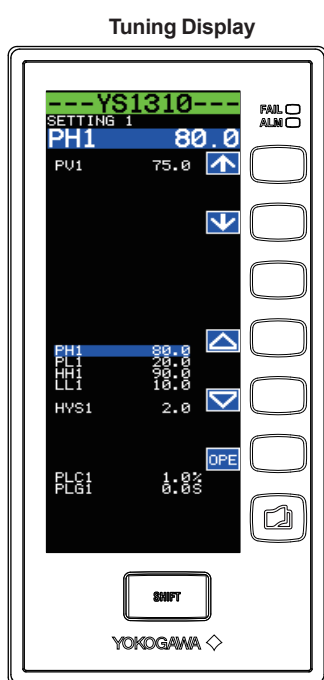 Tuning Display
---YS1310---
SETTING 1
PH1 80.0
PV1 75.0
PH1 80.0
PL1 20.0
HH1 90.0
LL1 10.0
HYS1 2.0
OPE
PLC1 1.0%
PLG1 0.0S
FAIL
ALM
SHIFT
YOKOGAWA